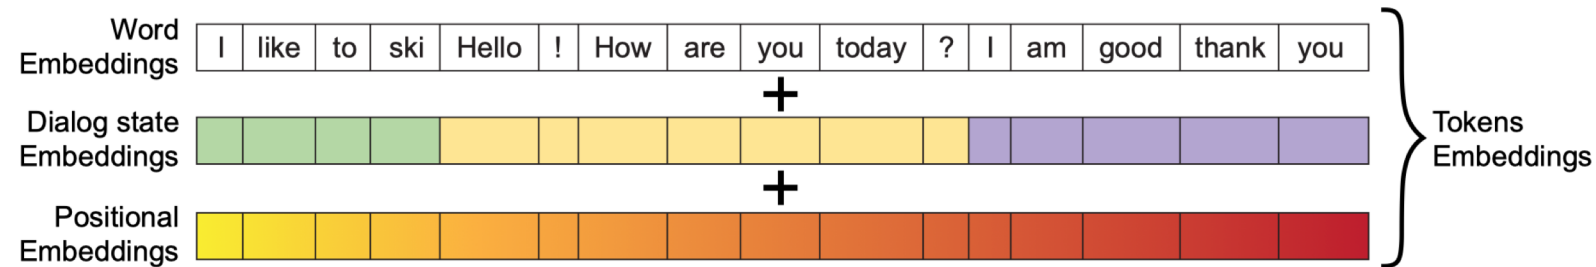 Word
Embeddings
I like to ski Hello ! How are you today ? I am good thank you
+
Dialog state
Embeddings
+
Positional
Embeddings
Tokens
Embeddings